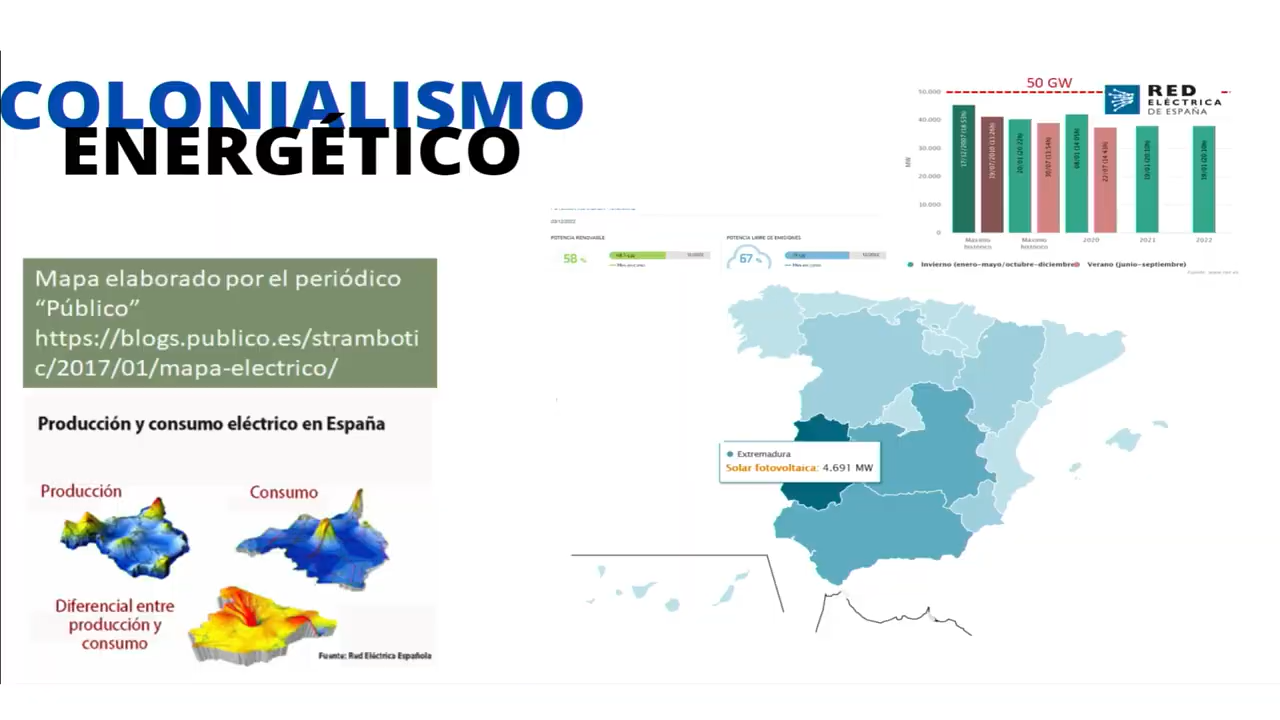 COLONIALISMO
ENERGÉTICO
Mapa elaborado por el periódico
“Público”
https://blogs.publico.es/stramboti
c/2017/01/mapa-electrico/
Producción y consumo eléctrico en España
Producción
Consumo
Diferencial entre
producción y
consumo
Fuente: Red Eléctrica Española
POTENCIA RENOVABLE
58 %
POTENCIA LIBRE DE EMISIONES
67 %
50 GW
RED
ELÉCTRICA
DE ESPAÑA
MW
50.000
40.000
30.000
20.000
10.000
0
Máximo
histórico
Máximo
histórico
2020
2021
2022
Invierno (enero-mayo/octubre-diciembre)
Verano (junio-septiembre)
Extremadura
Solar fotovoltaica: 4.691 MW